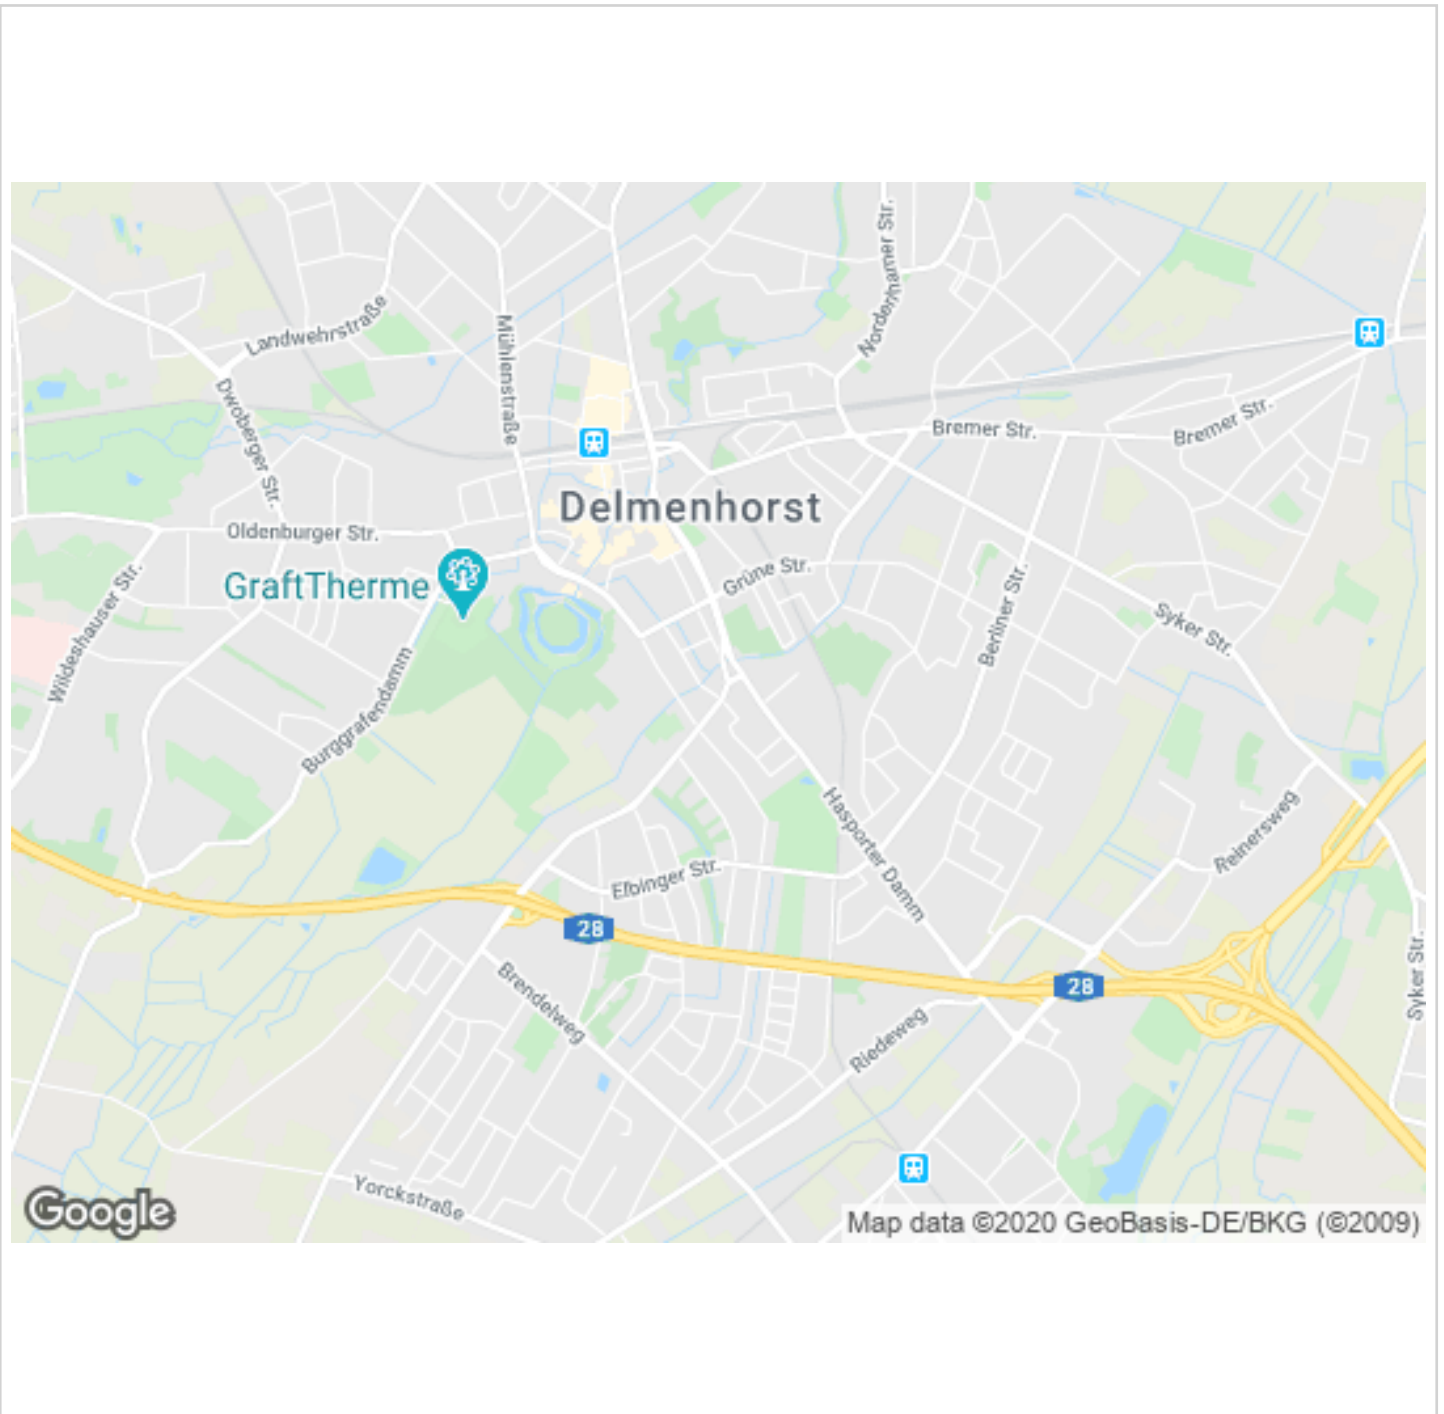 Nordenhamer Str.
Landwehrstraße
Mühlenstraße
Dwoberger Str.
Bremer Str.
Bremer Str.
Delmenhorst
Oldenburger Str.
GraftTherme
Grüne Str.
Wildeshauser Str.
Berliner Str.
Syker Str.
Burggrafendamm
Hasporter Damm
Reinersweg
Elbinger Str.
28
28
Syker Str.
Brendelweg
Riedeweg
Yorckstraße
Google
Map data ©2020 GeoBasis-DE/BKG (©2009)